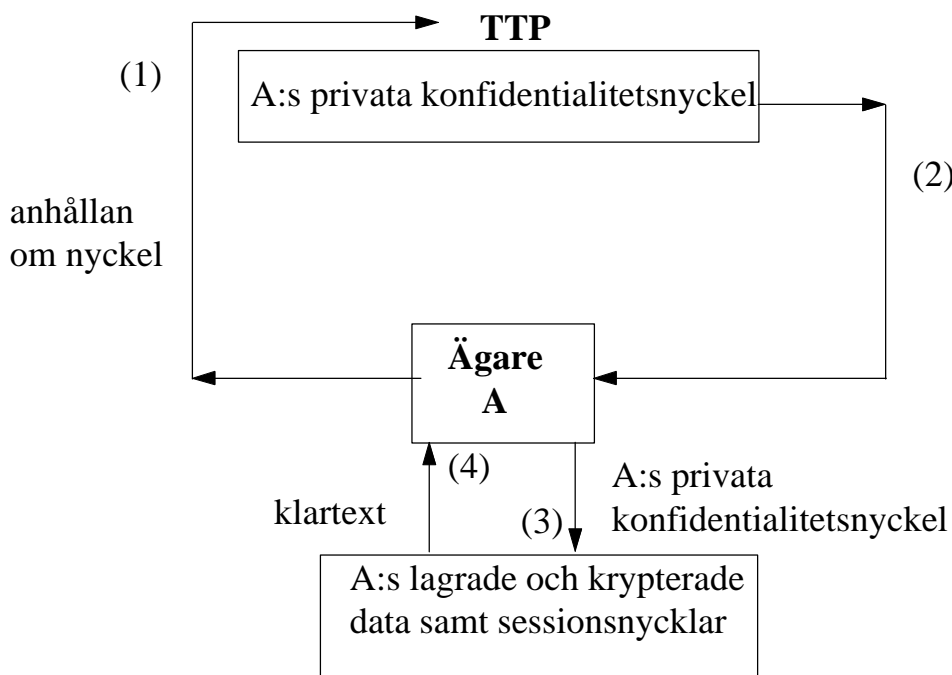 TTP
(1)
A:s privata konfidentialitetsnyckel
(2)
anhållan
om nyckel
Ägare
A
(4)
A:s privata
klartext
(3)
konfidentialitetsnyckel
A:s lagrade och krypterade
data samt sessionsnycklar